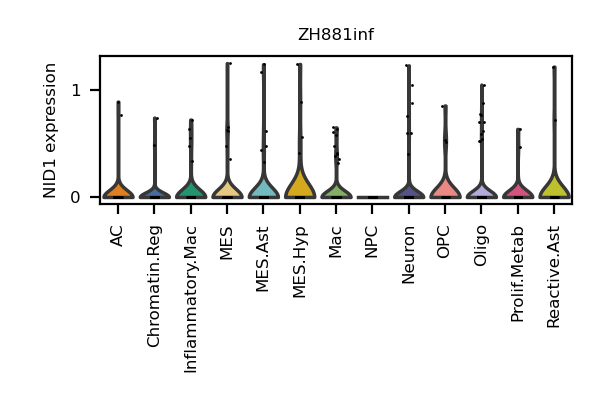 ZH881inf
NID1 expression
1
0
AC
Chromatin.Reg
Inflammatory.Mac
MES
MES.Ast
MES.Hyp
Mac
NPC
Neuron
OPC
Oligo
Prolif.Metab
Reactive.Ast